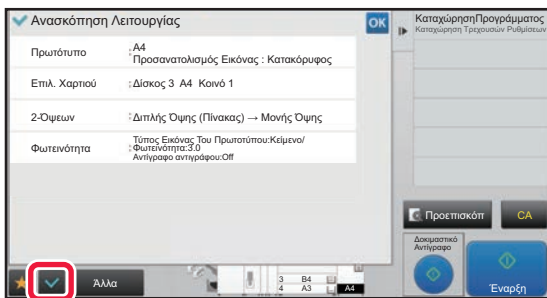 Ανασκόπηση Λειτουργίας
OK
ΚαταχώρησηΠρογράμματος
Καταχώρηση Τρεχουσών Ρυθμίσεων
Πρωτότυπο
:Α4
Προσανατολισμός Εικόνας : Κατακόρυφος
Επιλ. Χαρτιού
:Δίσκος 3 Α4 Κοινό 1
2-Όψεων
:Διπλής Όψης (Πίνακας) → Μονής Όψης
Φωτεινότητα
Τύπος Εικόνας Του Πρωτοτύπου:Κείμενο/
:Φωτεινότητα:3.0
Αντίγραφο αντιγράφου:Off
Προεπισκόπ
CA
Δοκιμαστικό
Αντίγραφο
Έναρξη
Άλλα
3 B4
4 A3
A4